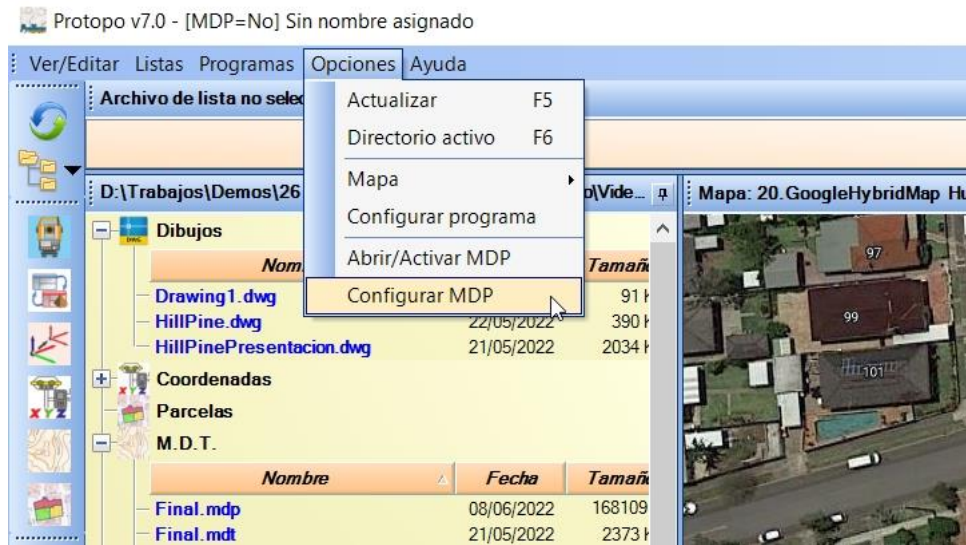 Protopo v7.0 - [MDP=No] Sin nombre asignado
Ver/Editar Listas Programas Opciones Ayuda
Archivo de lista no selec
Actualizar F5
Directorio activo F6
Mapa
Configurar programa
Abrir/Activar MDP
Configurar MDP
D:\Trabajos\Demos\26 o\Vide...
Mapa: 20.GoogleHybridMap Hu
Dibujos
DWG
Nom Tamañ
Drawing1.dwg 91 K
HillPine.dwg 22/05/2022 390 K
HillPinePresentacion.dwg 21/05/2022 2034 K
Coordenadas
X Y Z
Parcelas
M.D.T.
Nombre Fecha Tamañ
Final.mdp 08/06/2022 168109
Final.mdt 21/05/2022 2373 K
97
99
101